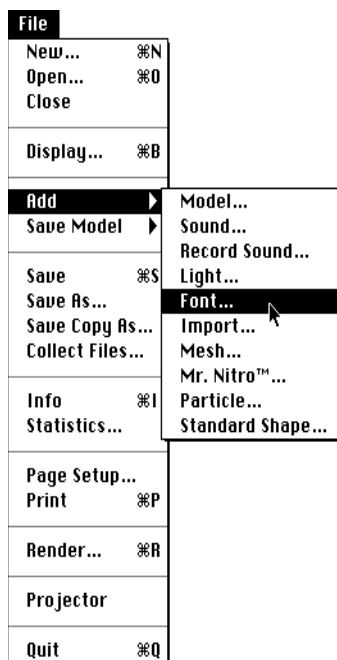 File
New... ⌘N
Open... ⌘O
Close
Display... ⌘B
Add
Save Model
Save ⌘S
Save As...
Save Copy As...
Collect Files...
Info ⌘I
Statistics...
Page Setup...
Print ⌘P
Render... ⌘R
Projector
Quit ⌘Q
Model...
Sound...
Record Sound...
Light...
Font...
Import...
Mesh...
Mr. Nitro™...
Particle...
Standard Shape...